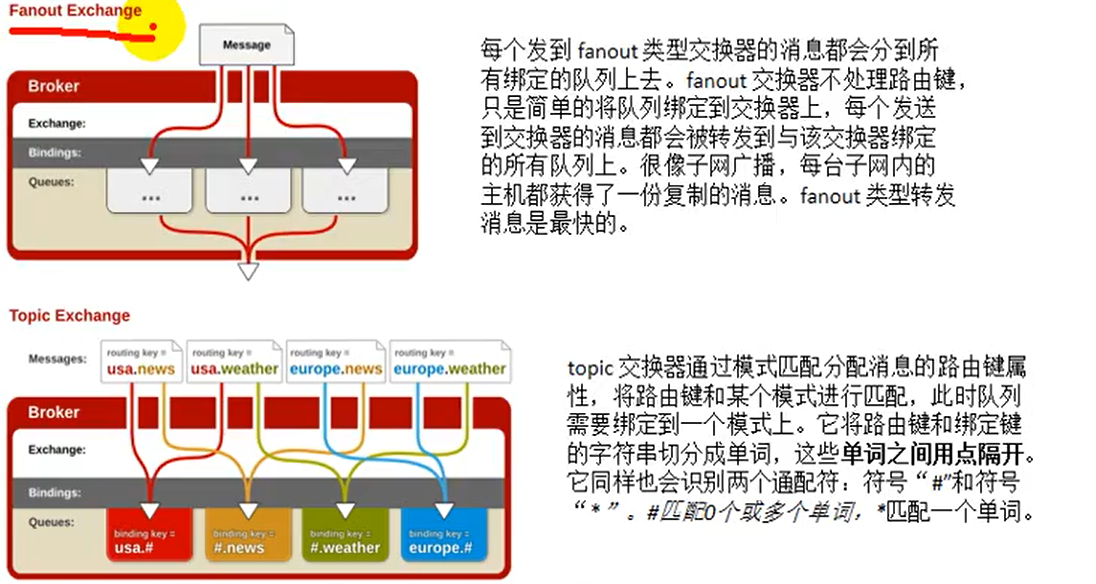 Fanout Exchange
Message
Broker
Exchange:
Bindings:
Queues:
... ... ...
每个发到 fanout 类型交换器的消息都会分到所
有绑定的队列上去。fanout 交换器不处理路由键，
只是简单的将队列绑定到交换器上，每个发送
到交换器的消息都会被转发到与该交换器绑定
的所有队列上。很像子网广播，每台子网内的
主机都获得了一份复制的消息。fanout 类型转发
消息是最快的。
Topic Exchange
Messages:
routing key =
usa.news
routing key =
usa.weather
routing key =
europe.news
routing key =
europe.weather
Broker
Exchange:
Bindings:
Queues:
binding key =
usa.#
binding key =
#.news
binding key =
#.weather
binding key =
europe.#
topic 交换器通过模式匹配分配消息的路由键属
性，将路由键和某个模式进行匹配，此时队列
需要绑定到一个模式上。它将路由键和绑定键
的字符串切分成单词，这些单词之间用点隔开。
它同样也会识别两个通配符：符号“#”和符号
“*”。#匹配0个或多个单词，*匹配一个单词。